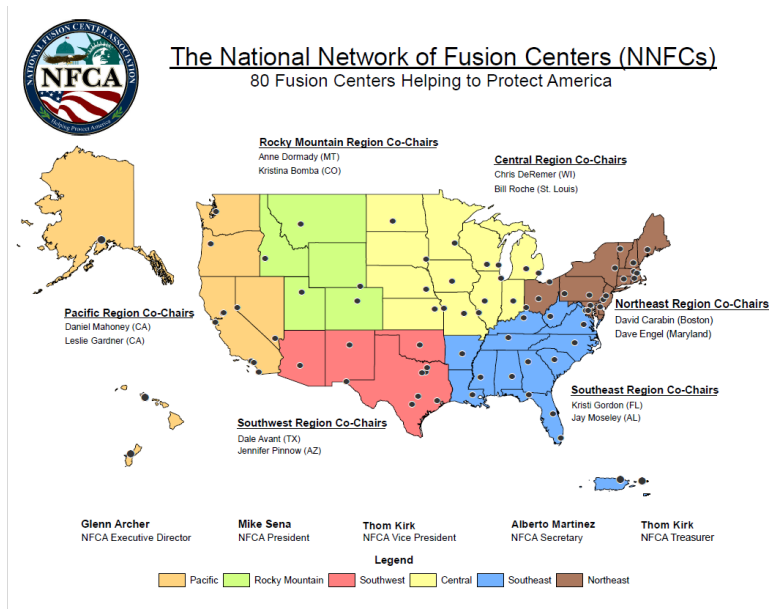 NATIONAL FUSION CENTER ASSOCIATION
NFCA
Helping Protect America
The National Network of Fusion Centers (NNFCs)
80 Fusion Centers Helping to Protect America
Rocky Mountain Region Co-Chairs
Anne Dormady (MT)
Kristina Bomba (CO)
Central Region Co-Chairs
Chris DeRemer (WI)
Bill Roche (St. Louis)
Pacific Region Co-Chairs
Daniel Mahoney (CA)
Leslie Gardner (CA)
Northeast Region Co-Chairs
David Carabin (Boston)
Dave Engel (Maryland)
Southeast Region Co-Chairs
Kristi Gordon (FL)
Jay Moseley (AL)
Southwest Region Co-Chairs
Dale Avant (TX)
Jennifer Pinnow (AZ)
Glenn Archer
NFCA Executive Director
Mike Sena
NFCA President
Thom Kirk
NFCA Vice President
Alberto Martinez
NFCA Secretary
Thom Kirk
NFCA Treasurer
Legend
Pacific
Rocky Mountain
Southwest
Central
Southeast
Northeast